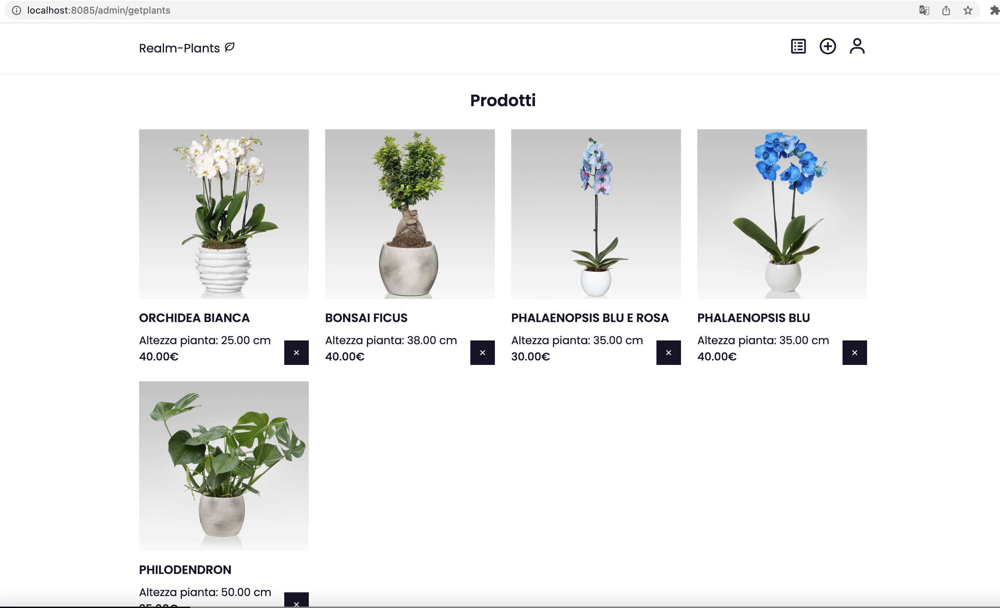 localhost:8085/admin/getplants
Realm-Plants
Prodotti
ORCHIDEA BIANCA
Altezza pianta: 25.00 cm
40.00€
×
BONSAI FICUS
Altezza pianta: 38.00 cm
40.00€
×
PHALAENOPSIS BLU E ROSA
Altezza pianta: 35.00 cm
30.00€
×
PHALAENOPSIS BLU
Altezza pianta: 35.00 cm
40.00€
×
PHILODENDRON
Altezza pianta: 50.00 cm
×